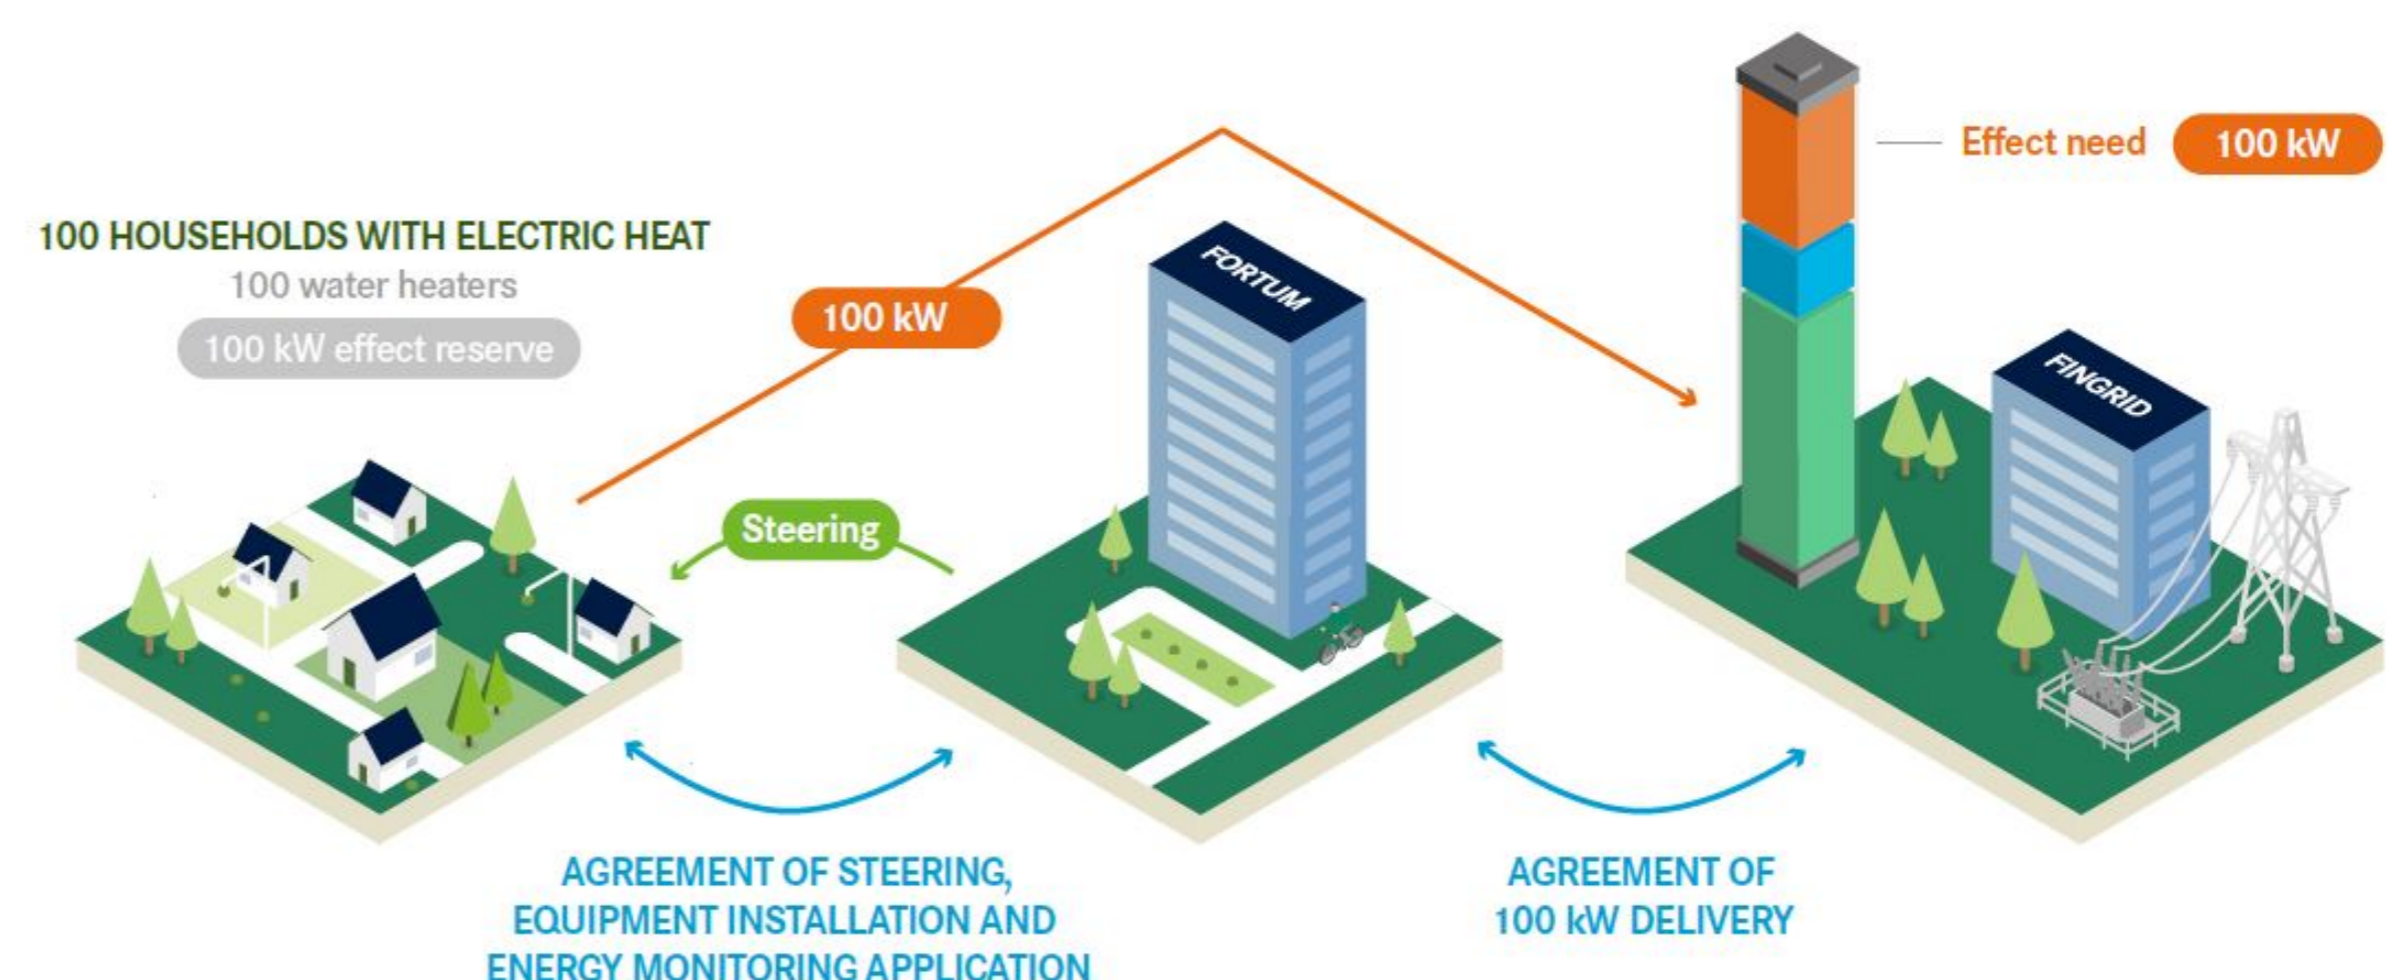 100 HOUSEHOLDS WITH ELECTRIC HEAT
100 water heaters
100 kW effect reserve
100 kW
Steering
FORTUM
Effect need 100 kW
FINGRID
AGREEMENT OF STEERING,
EQUIPMENT INSTALLATION AND
ENERGY MONITORING APPLICATION
AGREEMENT OF
100 kW DELIVERY